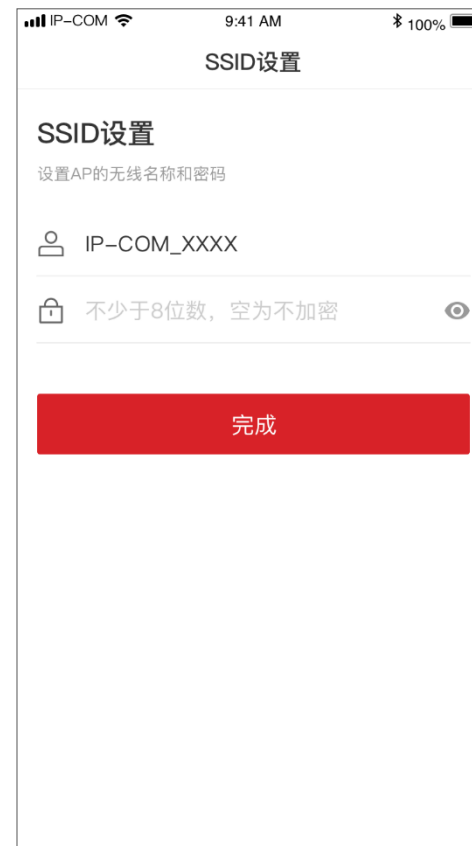 IP-COM 9:41 AM 100%
SSID设置
SSID设置
设置AP的无线名称和密码
IP-COM_XXXX
不少于8位数，空为不加密
完成